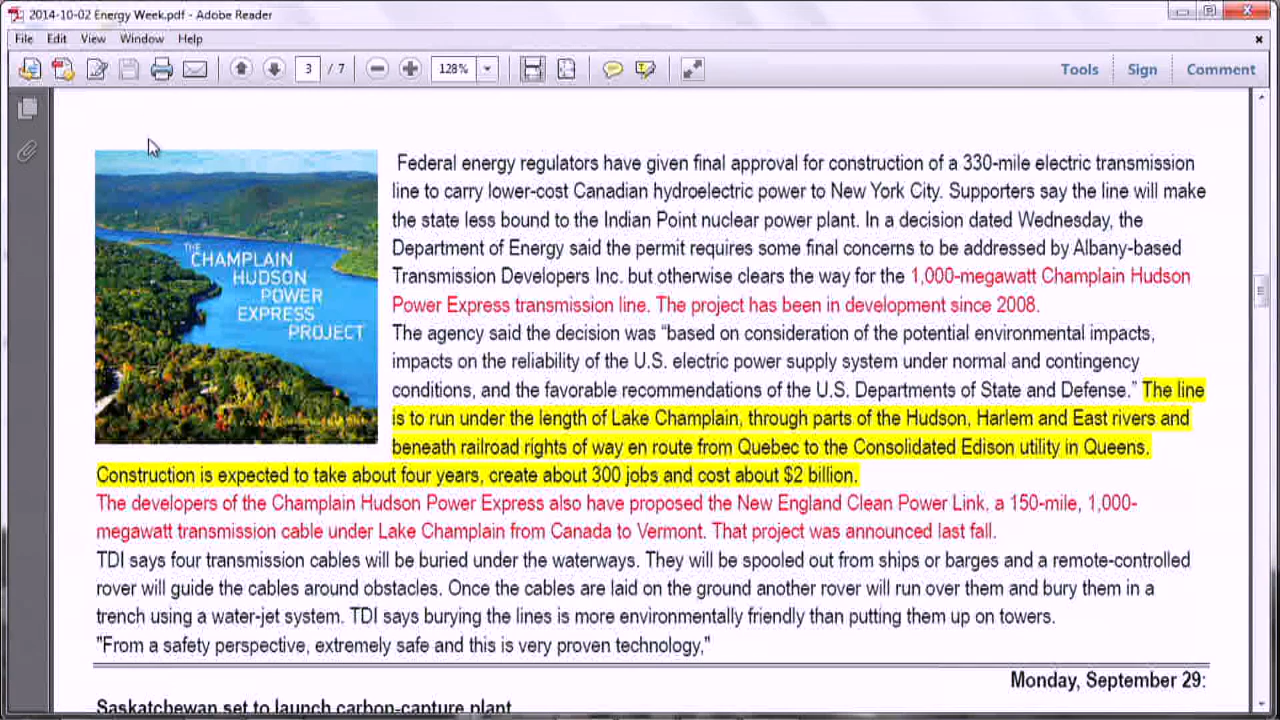 2014-10-02 Energy Week.pdf - Adobe Reader
File Edit View Window Help
3 / 7 128% Tools Sign Comment
THE
CHAMPLAIN
HUDSON
POWER
EXPRESS
PROJECT
Federal energy regulators have given final approval for construction of a 330-mile electric transmission
line to carry lower-cost Canadian hydroelectric power to New York City. Supporters say the line will make
the state less bound to the Indian Point nuclear power plant. In a decision dated Wednesday, the
Department of Energy said the permit requires some final concerns to be addressed by Albany-based
Transmission Developers Inc. but otherwise clears the way for the 1,000-megawatt Champlain Hudson
Power Express transmission line. The project has been in development since 2008.
The agency said the decision was “based on consideration of the potential environmental impacts,
impacts on the reliability of the U.S. electric power supply system under normal and contingency
conditions, and the favorable recommendations of the U.S. Departments of State and Defense.” The line
is to run under the length of Lake Champlain, through parts of the Hudson, Harlem and East rivers and
beneath railroad rights of way en route from Quebec to the Consolidated Edison utility in Queens.
Construction is expected to take about four years, create about 300 jobs and cost about $2 billion.
The developers of the Champlain Hudson Power Express also have proposed the New England Clean Power Link, a 150-mile, 1,000-
megawatt transmission cable under Lake Champlain from Canada to Vermont. That project was announced last fall.
TDI says four transmission cables will be buried under the waterways. They will be spooled out from ships or barges and a remote-controlled
rover will guide the cables around obstacles. Once the cables are laid on the ground another rover will run over them and bury them in a
trench using a water-jet system. TDI says burying the lines is more environmentally friendly than putting them up on towers.
"From a safety perspective, extremely safe and this is very proven technology,"
Monday, September 29:
Saskatchewan set to launch carbon-capture plant